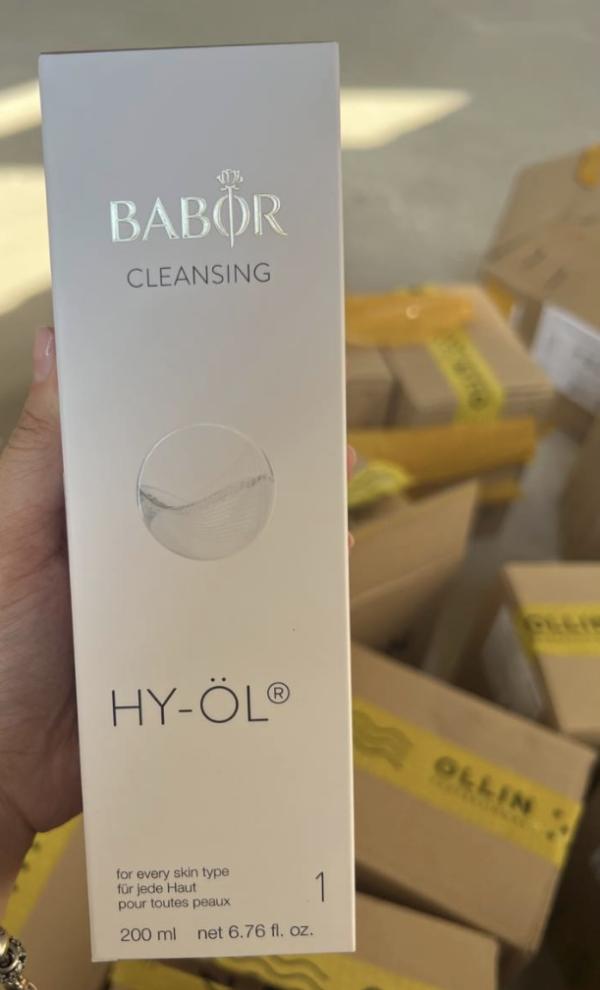 BABOR
CLEANSING
HY-ÖL®
for every skin type
für jede Haut
pour toutes peaux
1
200 ml net 6.76 fl. oz.
OLLIN
OLLIN